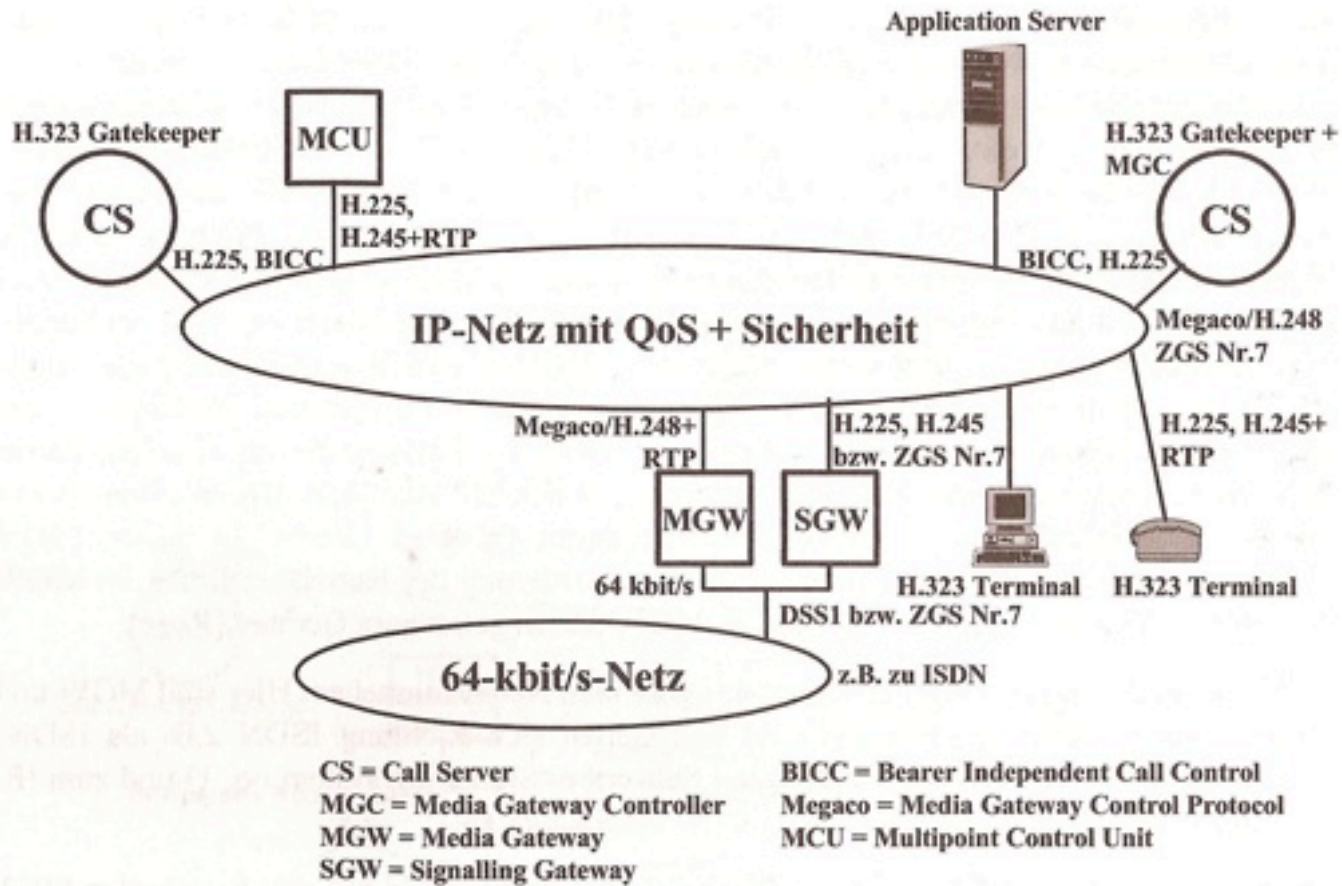 Application Server
H.323 Gatekeeper
MCU
H.323 Gatekeeper +
MGC
CS
CS
H.225,
H.245+RTP
H.225, BICC
BICC, H.225
IP-Netz mit QoS + Sicherheit
Megaco/H.248
ZGS Nr.7
Megaco/H.248+
RTP
H.225, H.245
bzw. ZGS Nr.7
H.225, H.245+
RTP
MGW
SGW
64 kbit/s
H.323 Terminal
H.323 Terminal
DSS1 bzw. ZGS Nr.7
64-kbit/s-Netz
z.B. zu ISDN
CS = Call Server
MGC = Media Gateway Controller
MGW = Media Gateway
SGW = Signalling Gateway
BICC = Bearer Independent Call Control
Megaco = Media Gateway Control Protocol
MCU = Multipoint Control Unit